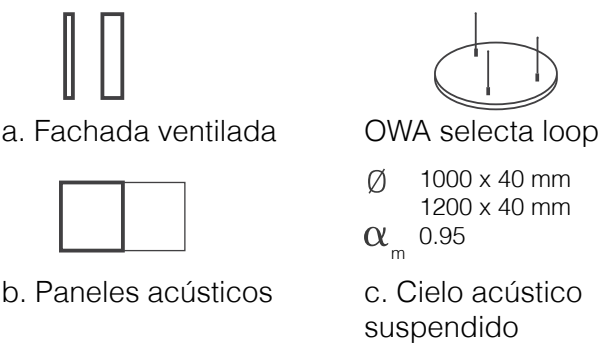 a. Fachada ventilada
b. Paneles acústicos
OWA selecta loop
Ø 1000 x 40 mm
1200 x 40 mm
αm 0.95
c. Cielo acústico
suspendido